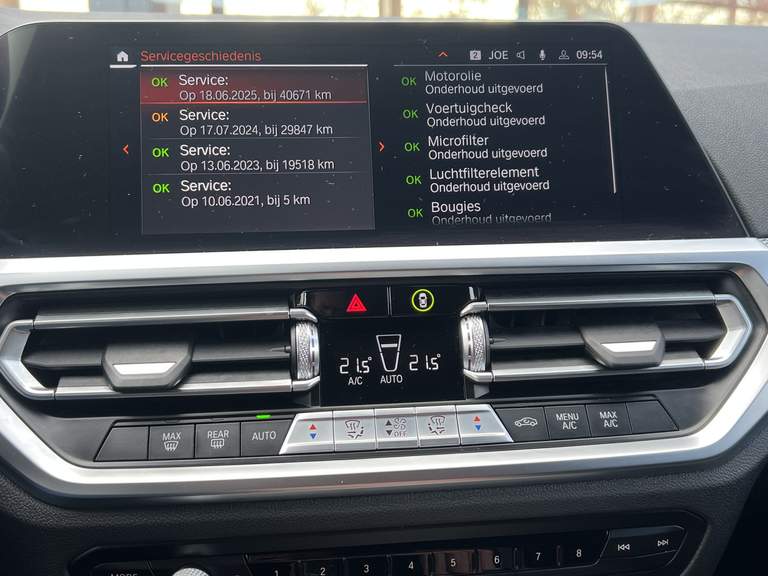 Servicegeschiedenis
2 JOE 09:54
OK Service:
Op 18.06.2025, bij 40671 km
OK Service:
Op 17.07.2024, bij 29847 km
OK Service:
Op 13.06.2023, bij 19518 km
OK Service:
Op 10.06.2021, bij 5 km
OK Motorolie
Onderhoud uitgevoerd
OK Voertuigcheck
Onderhoud uitgevoerd
OK Microfilter
Onderhoud uitgevoerd
OK Luchtfilterelement
Onderhoud uitgevoerd
OK Bougies
Onderhoud uitgevoerd
21.5° 21.5°
A/C AUTO
MAX
REAR
AUTO
OFF
MENU
A/C
MAX
A/C
MODE
1 2 3 4 5 6 7 8